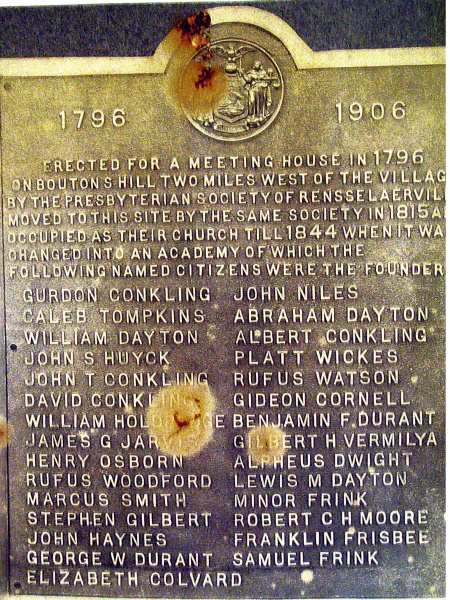 1796 1906
ERECTED FOR A MEETING HOUSE IN 1796
ON BOUTONS HILL TWO MILES WEST OF THE VILLAG
BY THE PRESBYTERIAN SOCIETY OF RENSSELAERVIL
MOVED TO THIS SITE BY THE SAME SOCIETY IN 1815 A
OCCUPIED AS THEIR CHURCH TILL 1844 WHEN IT WA
CHANGED INTO AN ACADEMY OF WHICH THE
FOLLOWING NAMED CITIZENS WERE THE FOUNDER
GURDON CONKLING JOHN NILES
CALEB TOMPKINS ABRAHAM DAYTON
WILLIAM DAYTON ALBERT CONKLING
JOHN S HUYCK PLATT WICKES
JOHN T CONKLING RUFUS WATSON
DAVID CONKLING GIDEON CORNELL
WILLIAM BENJAMIN F. DURANT
JAMES G JARVIS GILBERT H VERMILYA
HENRY OSBORN ALPHEUS DWIGHT
RUFUS WOODFORD LEWIS M DAYTON
MARCUS SMITH MINOR FRINK
STEPHEN GILBERT ROBERT C H MOORE
JOHN HAYNES FRANKLIN FRISBEE
GEORGE W DURANT SAMUEL FRINK
ELIZABETH COLVARD